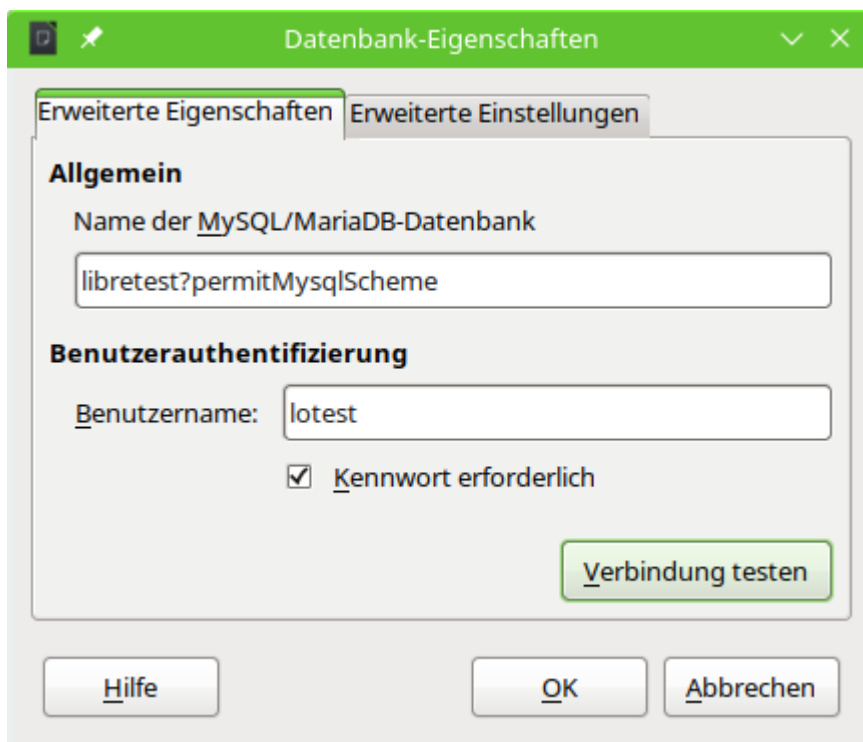 Datenbank-Eigenschaften
Erweiterte Eigenschaften Erweiterte Einstellungen
Allgemein
Name der MySQL/MariaDB-Datenbank
libretest?permitMysqlScheme
Benutzerauthentifizierung
Benutzername: lotest
Kennwort erforderlich
Verbindung testen
Hilfe OK Abbrechen